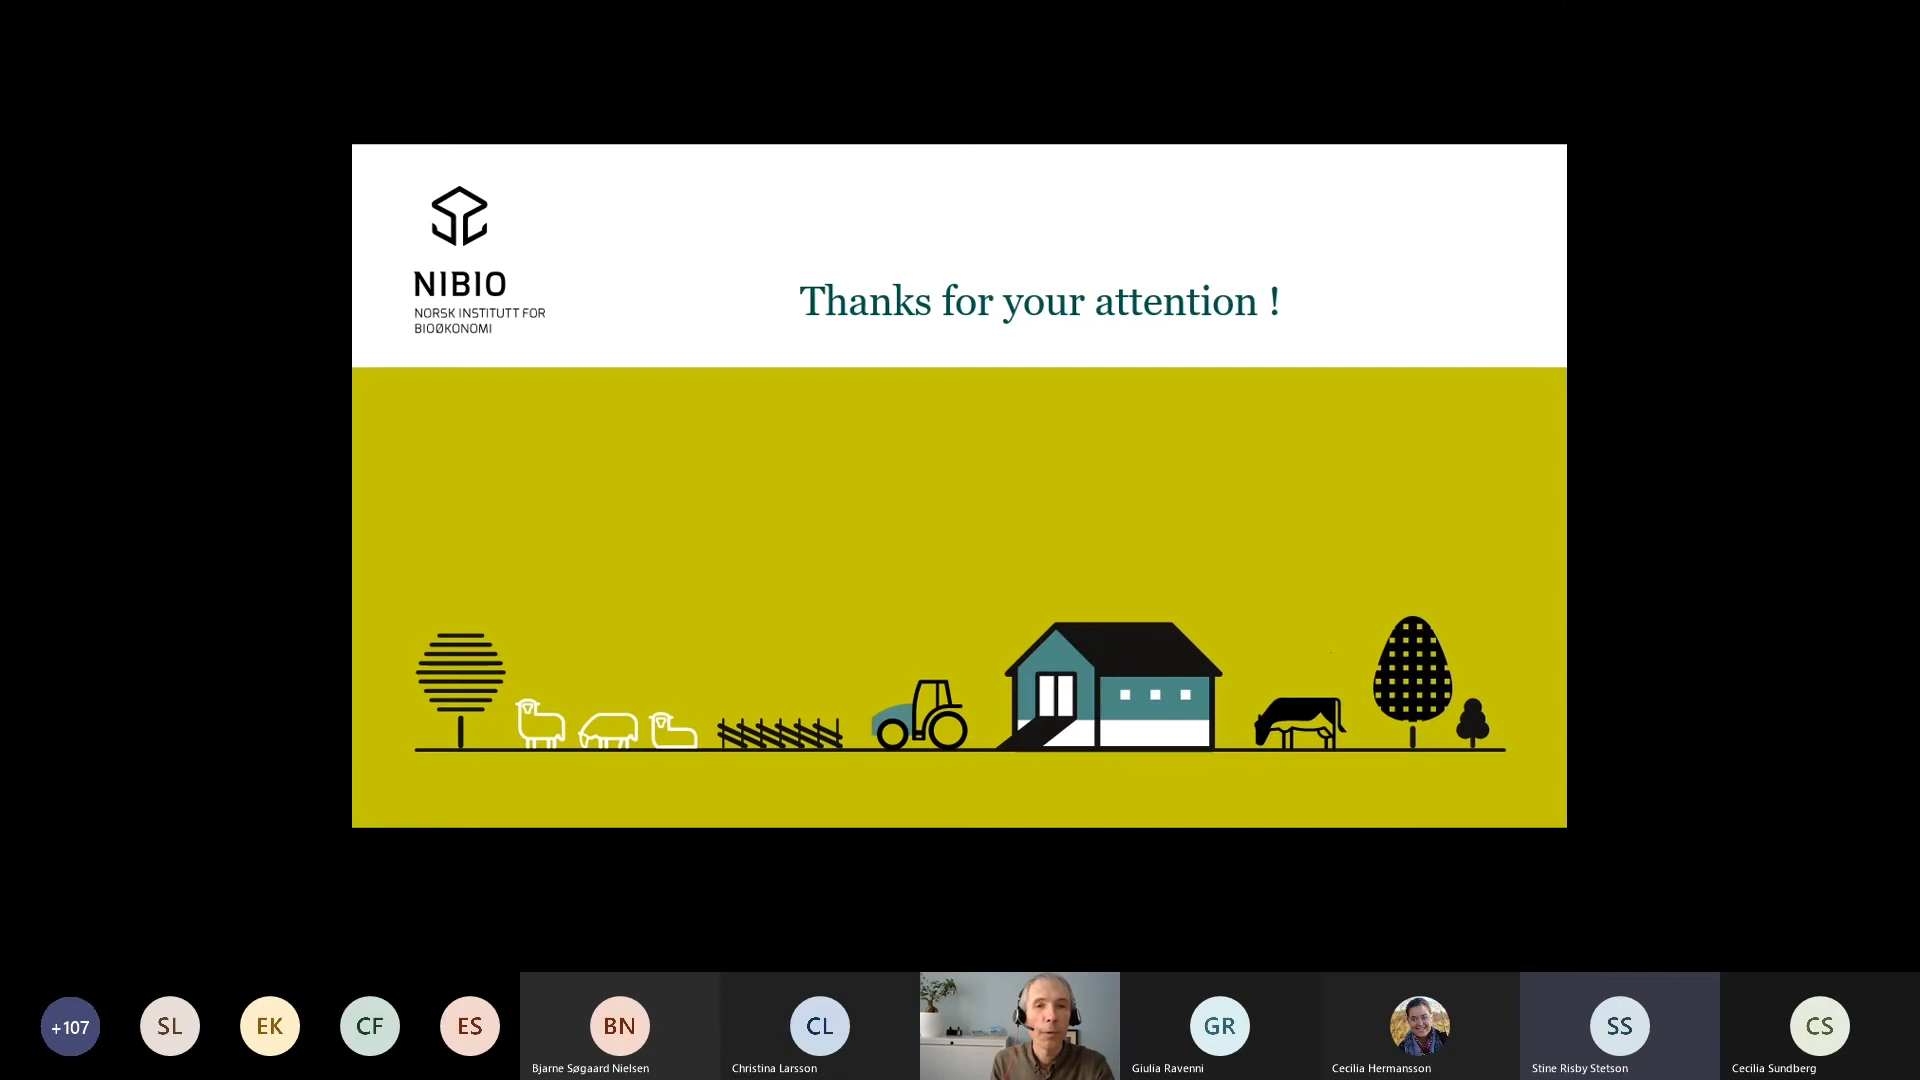 NIBIO
NORSK INSTITUTT FOR
BIOØKONOMI
Thanks for your attention !
+107
SL
EK
CF
ES
BN
Bjarne Søgaard Nielsen
CL
Christina Larsson
GR
Giulia Ravenni
Cecilia Hermansson
SS
Stine Risby Stetson
CS
Cecilia Sundberg